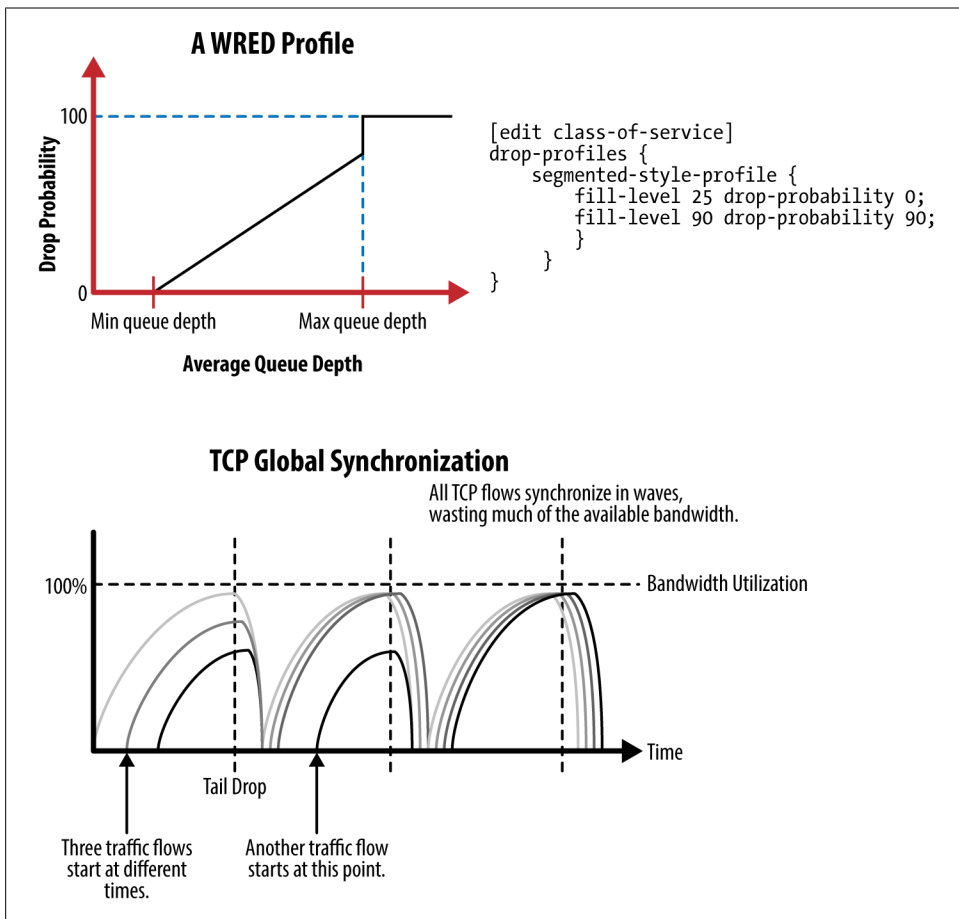 A WRED Profile
100
Drop Probability
0
Min queue depth
Max queue depth
Average Queue Depth
[edit class-of-service]
drop-profiles {
    segmented-style-profile {
        fill-level 25 drop-probability 0;
        fill-level 90 drop-probability 90;
        }
     }
}
TCP Global Synchronization
All TCP flows synchronize in waves,
wasting much of the available bandwidth.
100%
Bandwidth Utilization
Time
Tail Drop
Three traffic flows
start at different
times.
Another traffic flow
starts at this point.